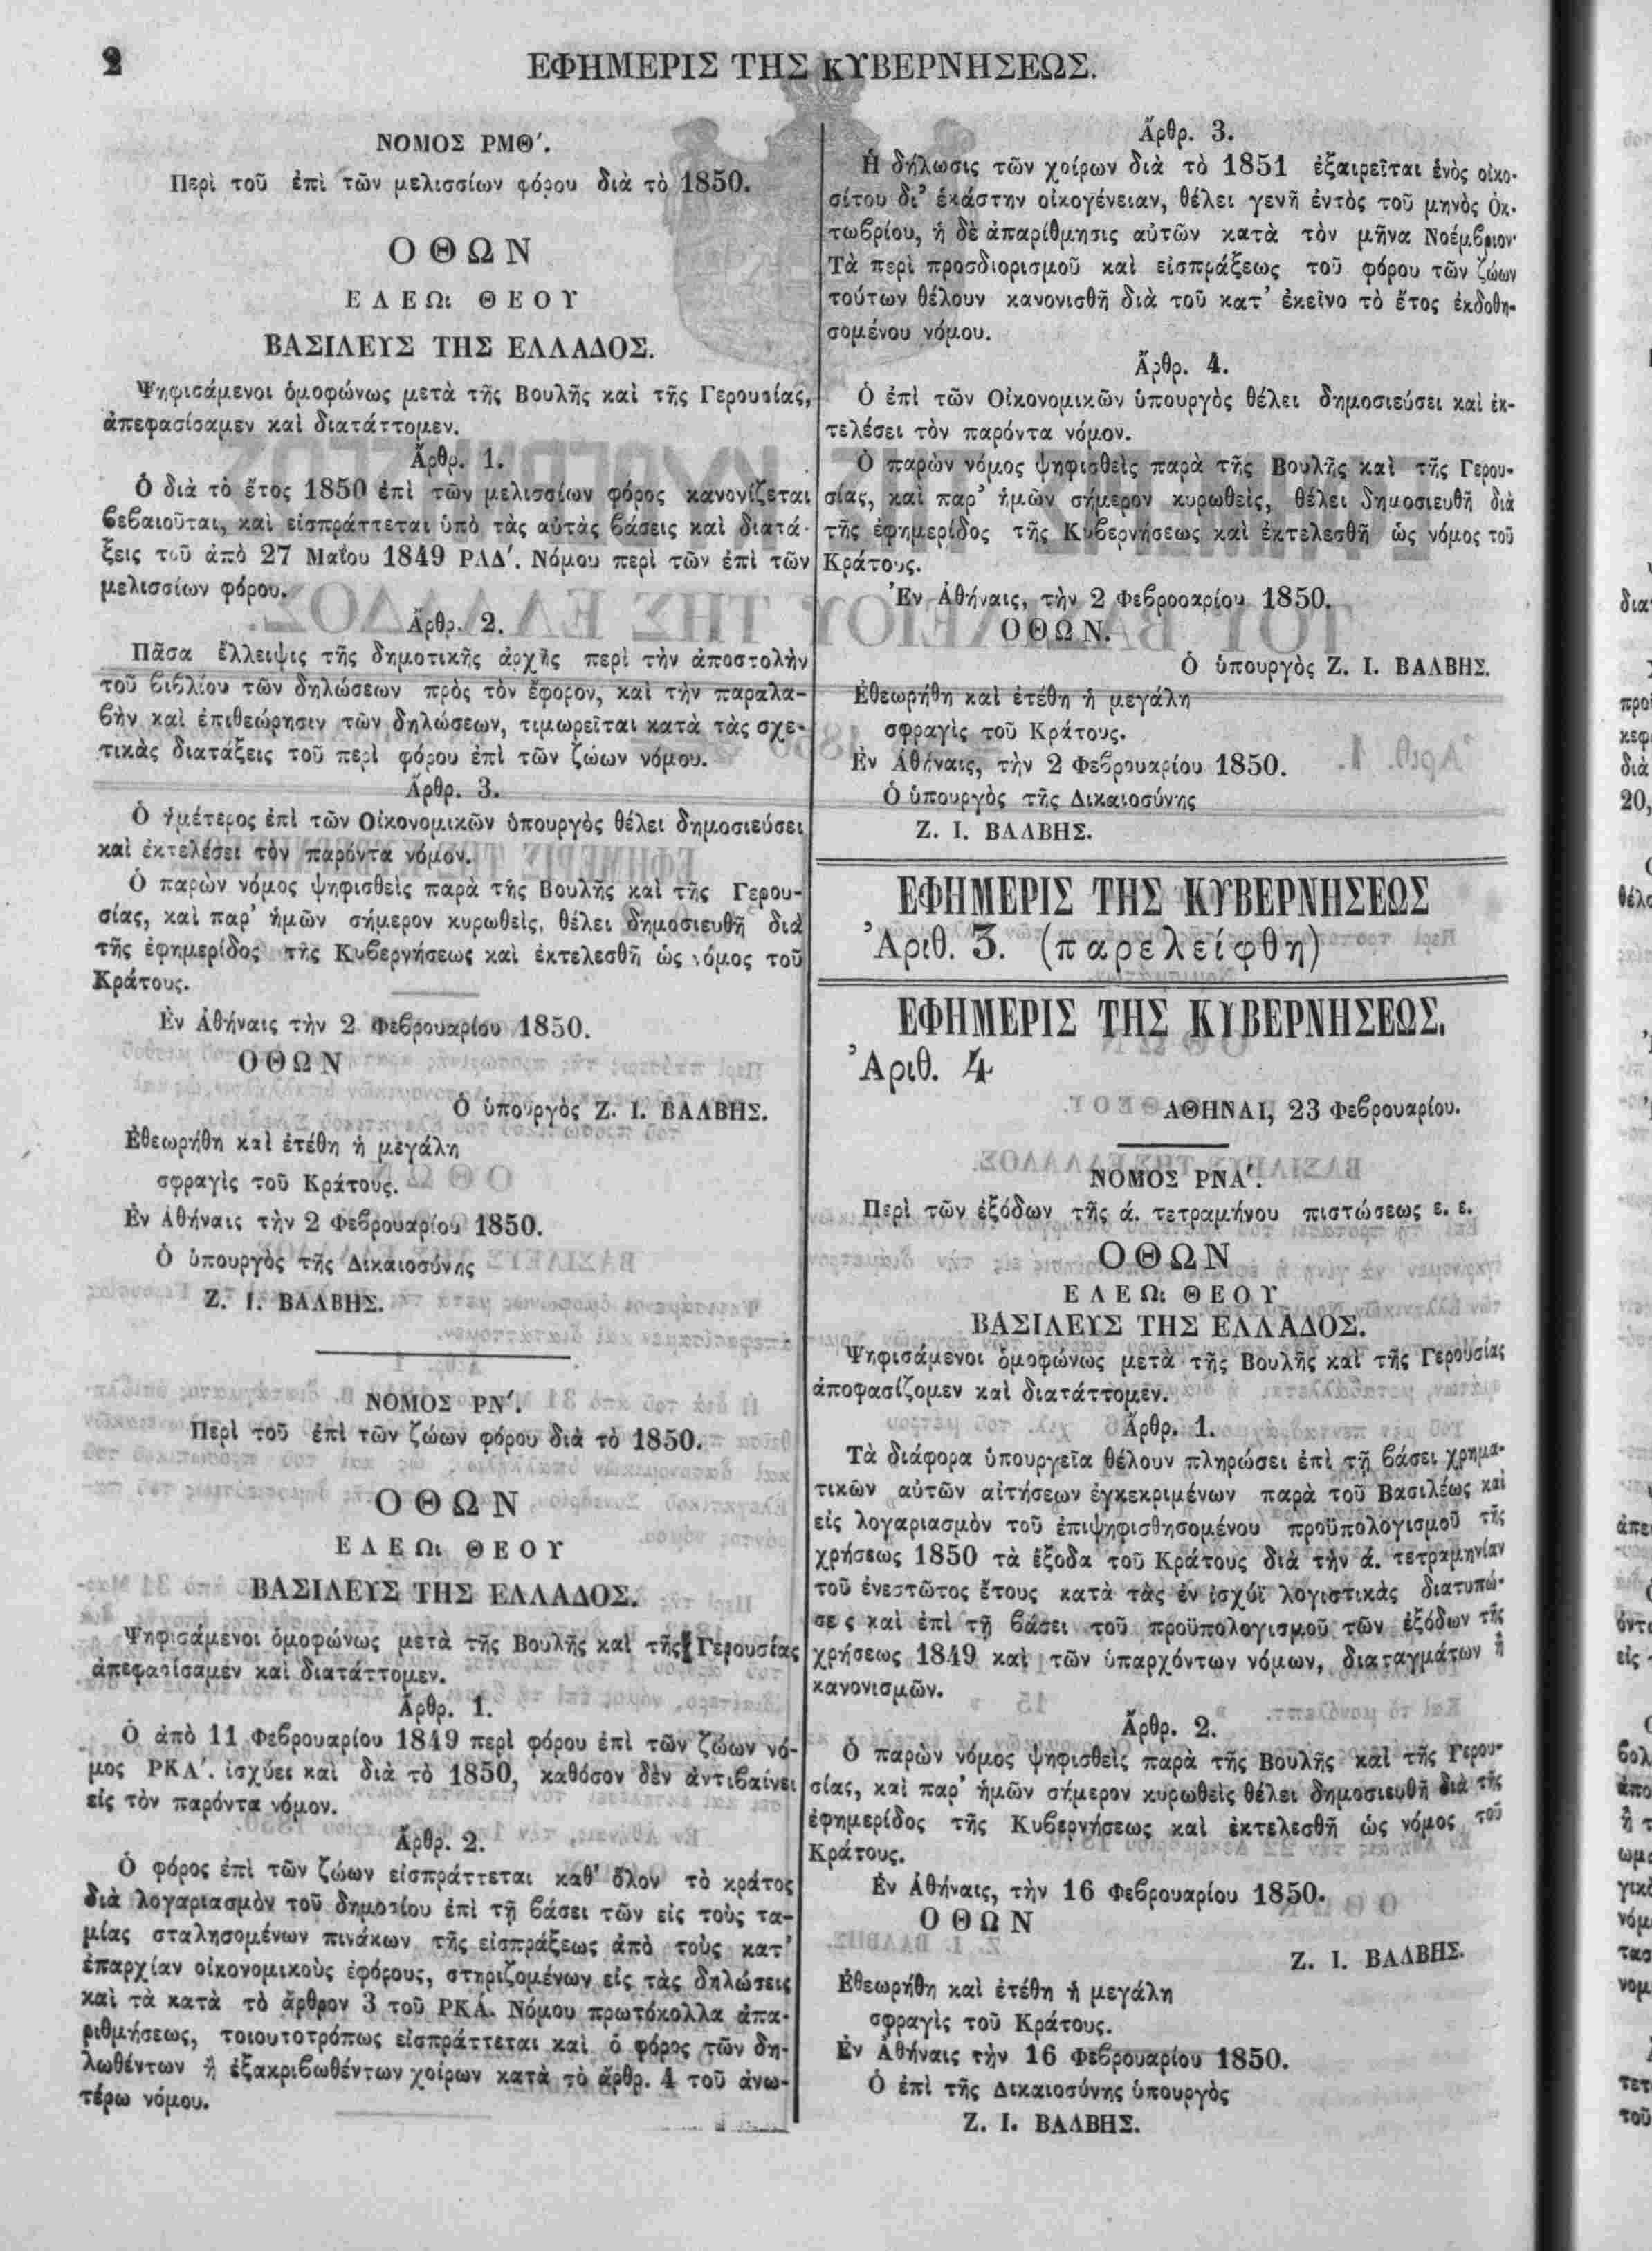 2
ΕΦΗΜΕΡΙΣ ΤΗΣ ΚΥΒΕΡΝΗΣΕΩΣ.
ΝΟΜΟΣ ΡΜΘ΄.
Περὶ τοῦ ἐπὶ τῶν μελισσίων φόρου διὰ τὸ 1850.
ΟΘΩΝ
ΕΛΕΩι ΘΕΟΥ
ΒΑΣΙΛΕΥΣ ΤΗΣ ΕΛΛΑΔΟΣ.
Ψηφισάμενοι ὁμοφώνως μετὰ τῆς Βουλῆς καὶ τῆς Γερουσίας,
ἀπεφασίσαμεν καὶ διατάττομεν.
Ἄρθρ. 1.
Ὁ διὰ τὸ ἔτος 1850 ἐπὶ τῶν μελισσίων φόρος κανονίζεται
βεβαιοῦται, καὶ εἰσπράττεται ὑπὸ τὰς αὐτὰς βάσεις καὶ διατά-
ξεις τοῦ ἀπὸ 27 Μαΐου 1849 ΡΛΔ΄. Νόμου περὶ τῶν ἐπὶ τῶν
μελισσίων φόρου.
Ἄρθρ. 2.
Πᾶσα ἔλλειψις τῆς δημοτικῆς ἀρχῆς περὶ τὴν ἀποστολὴν
τοῦ βιβλίου τῶν δηλώσεων πρὸς τὸν ἔφορον, καὶ τὴν παραλα-
βὴν καὶ ἐπιθεώρησιν τῶν δηλώσεων, τιμωρεῖται κατὰ τὰς σχε-
τικὰς διατάξεις τοῦ περὶ φόρου ἐπὶ τῶν ζώων νόμου.
Ἄρθρ. 3.
Ὁ ἡμέτερος ἐπὶ τῶν Οἰκονομικῶν ὑπουργὸς θέλει δημοσιεύσει
καὶ ἐκτελέσει τὸν παρόντα νόμον.
Ὁ παρὼν νόμος ψηφισθεὶς παρὰ τῆς Βουλῆς καὶ τῆς Γερου-
σίας, καὶ παρ' ἡμῶν σήμερον κυρωθεὶς, θέλει δημοσιευθῆ διὰ
τῆς ἐφημερίδος τῆς Κυβερνήσεως καὶ ἐκτελεσθῆ ὡς νόμος τοῦ
Κράτους.
Ἐν Ἀθήναις τὴν 2 Φεβρουαρίου 1850.
ΟΘΩΝ
Ὁ ὑπουργὸς Ζ. Ι. ΒΑΛΒΗΣ.
Ἐθεωρήθη καὶ ἐτέθη ἡ μεγάλη
σφραγὶς τοῦ Κράτους.
Ἐν Ἀθήναις τὴν 2 Φεβρουαρίου 1850.
Ὁ ὑπουργὸς τῆς Δικαιοσύνης
Ζ. Ι. ΒΑΛΒΗΣ.
ΝΟΜΟΣ ΡΝ΄.
Περὶ τοῦ ἐπὶ τῶν ζώων φόρου διὰ τὸ 1850.
ΟΘΩΝ
ΕΛΕΩι ΘΕΟΥ
ΒΑΣΙΛΕΥΣ ΤΗΣ ΕΛΛΑΔΟΣ.
Ψηφισάμενοι ὁμοφώνως μετὰ τῆς Βουλῆς καὶ τῆς Γερουσίας
ἀπεφασίσαμεν καὶ διατάττομεν.
Ἄρθρ. 1.
Ὁ ἀπὸ 11 Φεβρουαρίου 1849 περὶ φόρου ἐπὶ τῶν ζώων νό-
μος ΡΚΑ΄. ἰσχύει καὶ διὰ τὸ 1850, καθόσον δὲν ἀντιβαίνει
εἰς τὸν παρόντα νόμον.
Ἄρθρ. 2.
Ὁ φόρος ἐπὶ τῶν ζώων εἰσπράττεται καθ' ὅλον τὸ κράτος
διὰ λογαριασμὸν τοῦ δημοσίου ἐπὶ τῇ βάσει τῶν εἰς τοὺς τα-
μίας σταλησομένων πινάκων τῆς εἰσπράξεως ἀπὸ τοὺς κατ'
ἐπαρχίαν οἰκονομικοὺς ἐφόρους, στηριζομένων εἰς τὰς δηλώσεις
καὶ τὰ κατὰ τὸ ἄρθρον 3 τοῦ ΡΚΑ. Νόμου πρωτόκολλα ἀπα-
ριθμήσεως, τοιουτοτρόπως εἰσπράττεται καὶ ὁ φόρος τῶν δη-
λωθέντων ἢ ἐξακριβωθέντων χοίρων κατὰ τὸ ἄρθρ. 4 τοῦ ἀνω-
τέρω νόμου.
Ἄρθρ. 3.
Ἡ δήλωσις τῶν χοίρων διὰ τὸ 1851 ἐξαιρεῖται ἑνὸς οἰκο-
σίτου δι' ἑκάστην οἰκογένειαν, θέλει γενῆ ἐντὸς τοῦ μηνὸς Ὀκ-
τωβρίου, ἡ δὲ ἀπαρίθμησις αὐτῶν κατὰ τὸν μῆνα Νοέμβριον·
Τὰ περὶ προσδιορισμοῦ καὶ εἰσπράξεως τοῦ φόρου τῶν ζώων
τούτων θέλουν κανονισθῆ διὰ τοῦ κατ' ἐκεῖνο τὸ ἔτος ἐκδοθη-
σομένου νόμου.
Ἄρθρ. 4.
Ὁ ἐπὶ τῶν Οἰκονομικῶν ὑπουργὸς θέλει δημοσιεύσει καὶ ἐκ-
τελέσει τὸν παρόντα νόμον.
Ὁ παρὼν νόμος ψηφισθεὶς παρὰ τῆς Βουλῆς καὶ τῆς Γερου-
σίας, καὶ παρ' ἡμῶν σήμερον κυρωθεὶς, θέλει δημοσιευθῆ διὰ
τῆς ἐφημερίδος τῆς Κυβερνήσεως καὶ ἐκτελεσθῆ ὡς νόμος τοῦ
Κράτους.
Ἐν Ἀθήναις, τὴν 2 Φεβροοαρίου 1850.
ΟΘΩΝ.
Ὁ ὑπουργὸς Ζ. Ι. ΒΑΛΒΗΣ.
Ἐθεωρήθη καὶ ἐτέθη ἡ μεγάλη
σφραγὶς τοῦ Κράτους.
Ἐν Ἀθήναις, τὴν 2 Φεβρουαρίου 1850.
Ὁ ὑπουργὸς τῆς Δικαιοσύνης
Ζ. Ι. ΒΑΛΒΗΣ.
ΕΦΗΜΕΡΙΣ ΤΗΣ ΚΥΒΕΡΝΗΣΕΩΣ
Ἀριθ. 3. (παρελείφθη)
ΕΦΗΜΕΡΙΣ ΤΗΣ ΚΥΒΕΡΝΗΣΕΩΣ.
Ἀριθ. 4
ΑΘΗΝΑΙ, 23 Φεβρουαρίου.
ΝΟΜΟΣ ΡΝΑ΄.
Περὶ τῶν ἐξόδων τῆς ά. τετραμήνου πιστώσεως ε. ε.
ΟΘΩΝ
ΕΛΕΩι ΘΕΟΥ
ΒΑΣΙΛΕΥΣ ΤΗΣ ΕΛΛΑΔΟΣ.
Ψηφισάμενοι ὁμοφώνως μετὰ τῆς Βουλῆς καὶ τῆς Γερουσίας
ἀποφασίζομεν καὶ διατάττομεν.
Ἄρθρ. 1.
Τὰ διάφορα ὑπουργεῖα θέλουν πληρώσει ἐπὶ τῇ βάσει χρημα-
τικῶν αὐτῶν αἰτήσεων ἐγκεκριμένων παρὰ τοῦ Βασιλέως καὶ
εἰς λογαριασμὸν τοῦ ἐπιψηφισθησομένου προϋπολογισμοῦ τῆς
χρήσεως 1850 τὰ ἔξοδα τοῦ Κράτους διὰ τὴν ά. τετραμηνίαν
τοῦ ἐνεστῶτος ἔτους κατὰ τὰς ἐν ἰσχύϊ λογιστικὰς διατυπώ-
σε ς καὶ ἐπὶ τῇ βάσει τοῦ προϋπολογισμοῦ τῶν ἐξόδων τῆς
χρήσεως 1849 καὶ τῶν ὑπαρχόντων νόμων, διαταγμάτων ἢ
κανονισμῶν.
Ἄρθρ. 2.
Ὁ παρὼν νόμος ψηφισθεὶς παρὰ τῆς Βουλῆς καὶ τῆς Γερου-
σίας, καὶ παρ' ἡμῶν σήμερον κυρωθεὶς θέλει δημοσιευθῆ διὰ τῆς
ἐφημερίδος τῆς Κυβερνήσεως καὶ ἐκτελεσθῆ ὡς νόμος τοῦ
Κράτους.
Ἐν Ἀθήναις, τὴν 16 Φεβρουαρίου 1850.
ΟΘΩΝ
Ζ. Ι. ΒΑΛΒΗΣ.
Ἐθεωρήθη καὶ ἐτέθη ἡ μεγάλη
σφραγὶς τοῦ Κράτους.
Ἐν Ἀθήναις τὴν 16 Φεβρουαρίου 1850.
Ὁ ἐπὶ τῆς Δικαιοσύνης ὑπουργὸς
Ζ. Ι. ΒΑΛΒΗΣ.